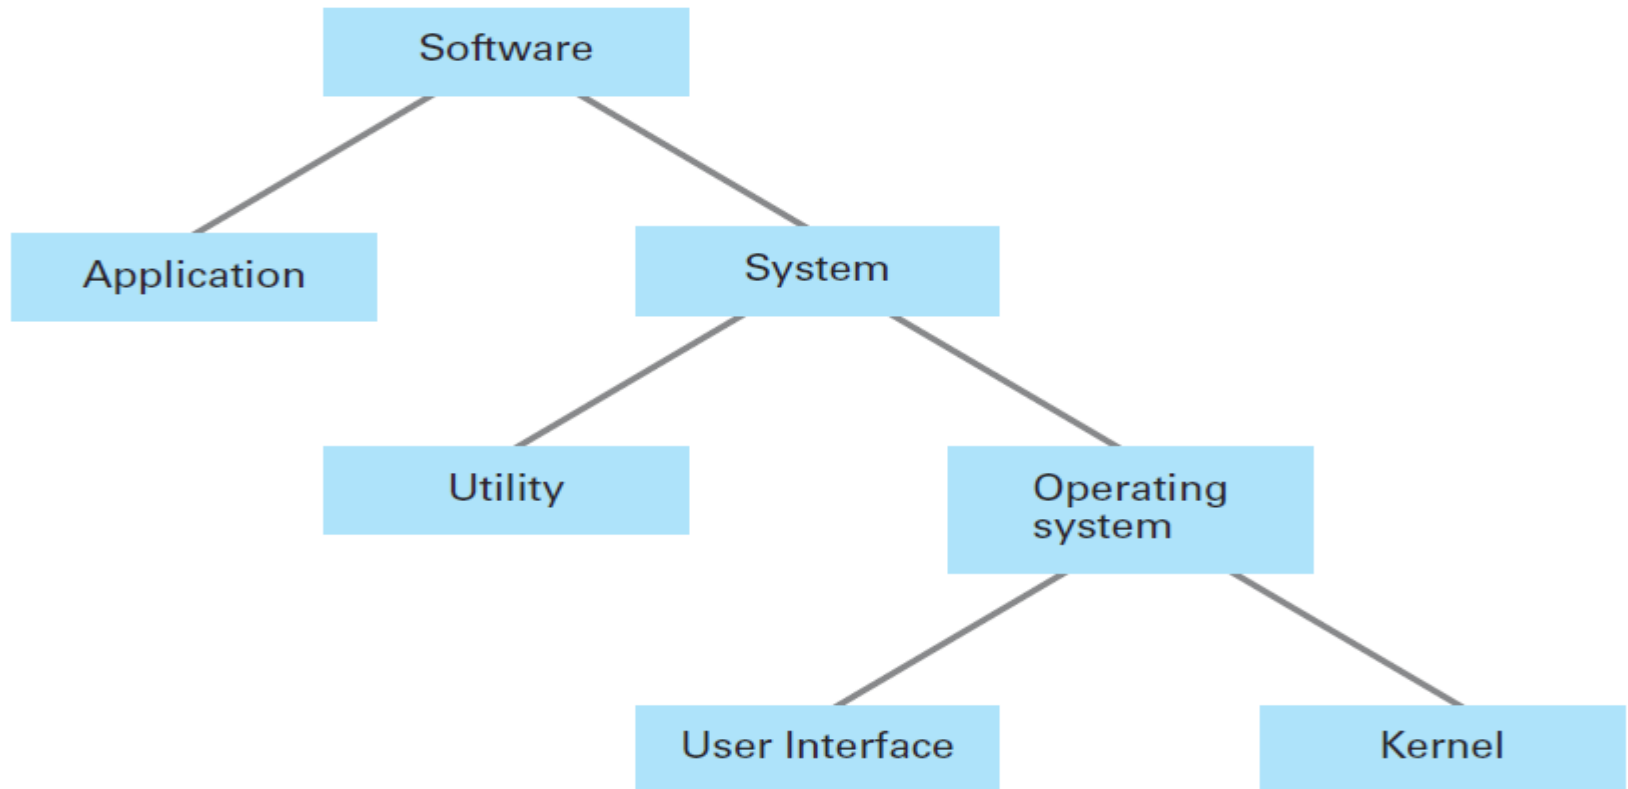 Software
Application
System
Utility
Operating
system
User Interface
Kernel